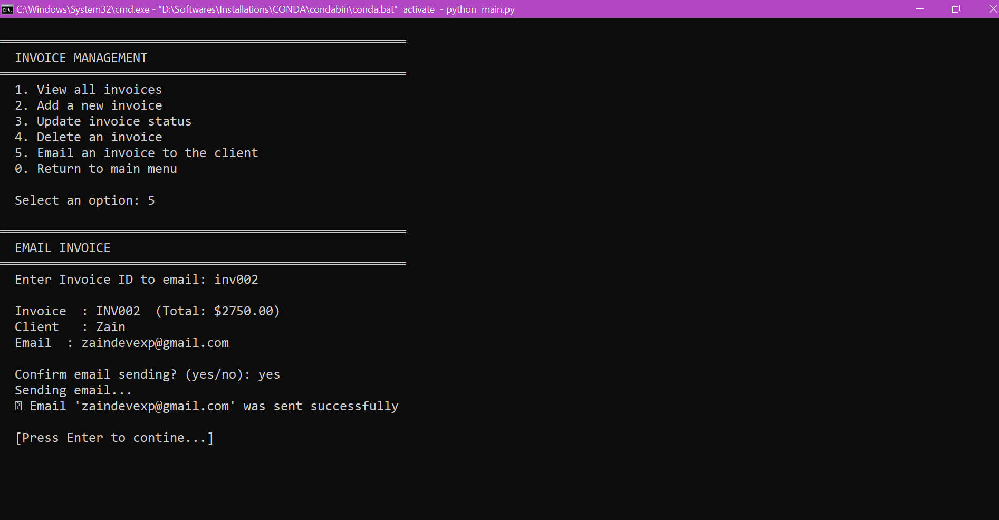 C:\Windows\System32\cmd.exe - "D:\Softwares\Installations\CONDA\condabin\conda.bat"  activate  - python  main.py
INVOICE MANAGEMENT
1. View all invoices
2. Add a new invoice
3. Update invoice status
4. Delete an invoice
5. Email an invoice to the client
0. Return to main menu
Select an option: 5
EMAIL INVOICE
Enter Invoice ID to email: inv002
Invoice  : INV002  (Total: $2750.00)
Client   : Zain
Email  : zaindevexp@gmail.com
Confirm email sending? (yes/no): yes
Sending email...
Email 'zaindevexp@gmail.com' was sent successfully
[Press Enter to contine...]